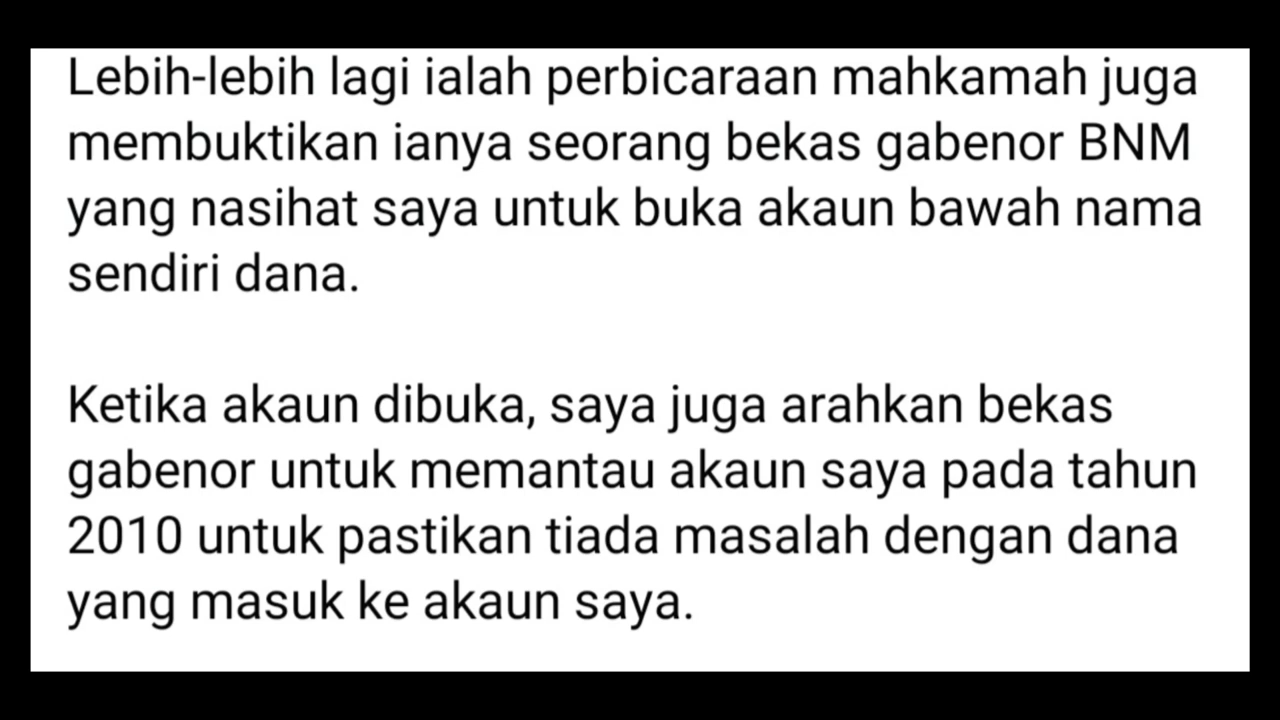 Lebih-lebih lagi ialah perbicaraan mahkamah juga
membuktikan ianya seorang bekas gabenor BNM
yang nasihat saya untuk buka akaun bawah nama
sendiri dana.
Ketika akaun dibuka, saya juga arahkan bekas
gabenor untuk memantau akaun saya pada tahun
2010 untuk pastikan tiada masalah dengan dana
yang masuk ke akaun saya.